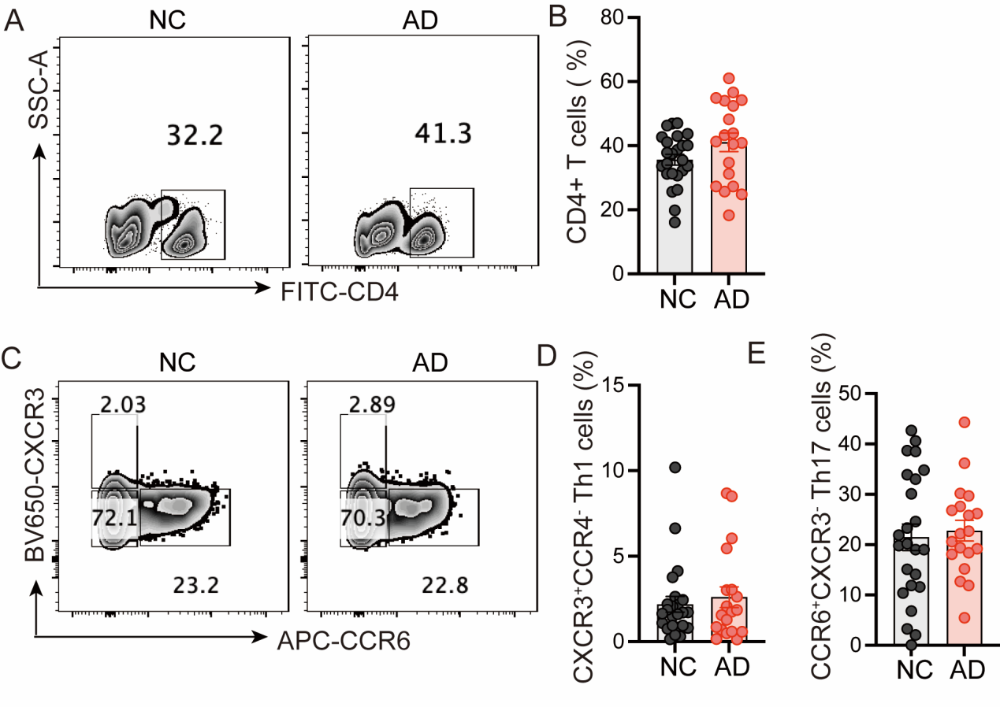 A
NC
AD
SSC-A
32.2
41.3
FITC-CD4
B
CD4+ T cells ( %)
80
60
40
20
0
NC
AD
C
NC
AD
BV650-CXCR3
2.03
72.1
23.2
2.89
70.3
22.8
APC-CCR6
D
CXCR3⁺CCR4⁻ Th1 cells (%)
15
10
5
0
NC
AD
E
CCR6⁺CXCR3⁻ Th17 cells (%)
50
40
30
20
10
0
NC
AD